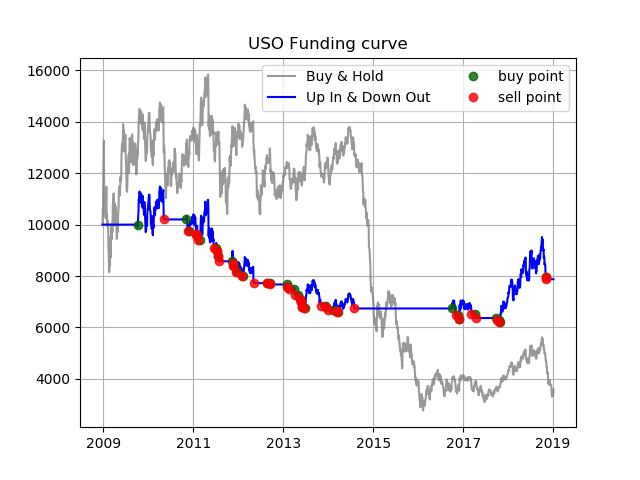 USO Funding curve
16000
14000
12000
10000
8000
6000
4000
Buy & Hold
Up In & Down Out
buy point
sell point
2009 2011 2013 2015 2017 2019